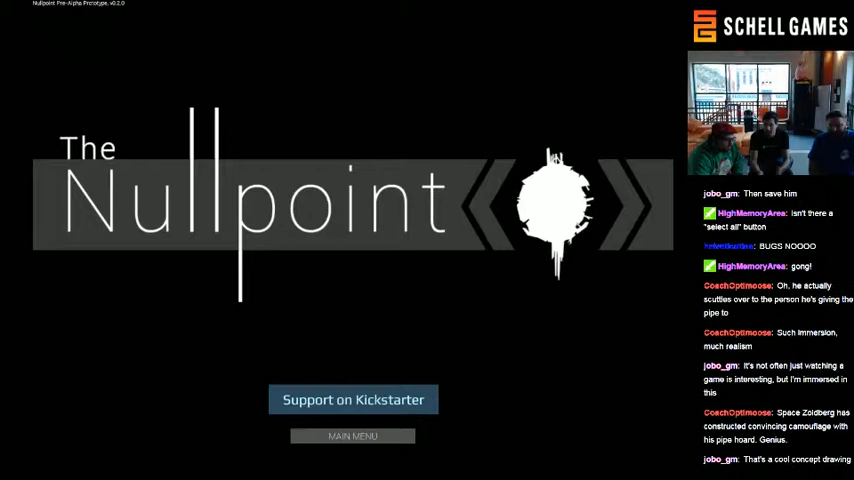 Nullpoint Pre-Alpha Prototype, v0.2.0
SCHELL GAMES
The
Nullpoint
Support on Kickstarter
MAIN MENU
jobo_gm: Then save him
HighMemoryArea: Isn't there a
"select all" button
BUGS NOOOO
HighMemoryArea: gong!
CoachOptimoose: Oh, he actually
scuttles over to the person he's giving the
pipe to
CoachOptimoose: Such immersion,
much realism
jobo_gm: It's not often just watching a
game is interesting, but I'm immersed in
this
CoachOptimoose: Space Zoidberg has
constructed convincing camouflage with
his pipe hoard. Genius.
jobo_gm: That's a cool concept drawing